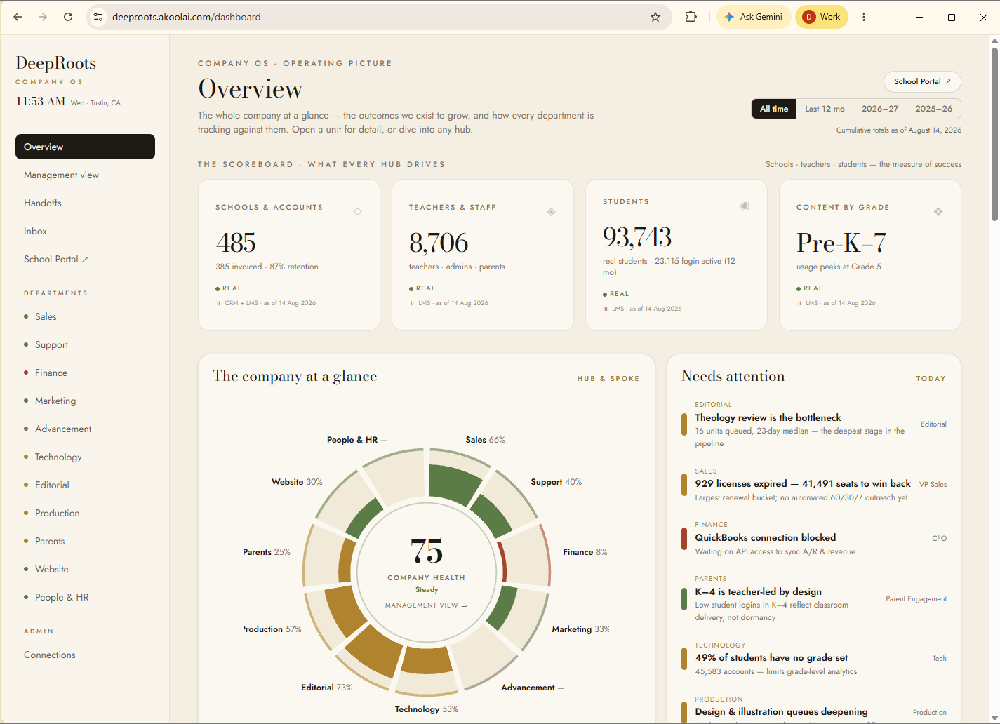 deeproots.akoolai.com/dashboard
Ask Gemini
D
Work
DeepRoots
COMPANY OS
11:53 AM Wed · Tustin, CA
Overview
Management view
Handoffs
Inbox
School Portal ↗
DEPARTMENTS
Sales
Support
Finance
Marketing
Advancement
Technology
Editorial
Production
Parents
Website
People & HR
ADMIN
Connections
COMPANY OS · OPERATING PICTURE
Overview
The whole company at a glance — the outcomes we exist to grow, and how every department is
tracking against them. Open a unit for detail, or dive into any hub.
School Portal ↗
All time Last 12 mo 2026–27 2025–26
Cumulative totals as of August 14, 2026
THE SCOREBOARD · WHAT EVERY HUB DRIVES
Schools · teachers · students — the measure of success
SCHOOLS & ACCOUNTS
485
385 invoiced · 87% retention
REAL
CRM + LMS · as of 14 Aug 2026
TEACHERS & STAFF
8,706
teachers · admins · parents
REAL
LMS · as of 14 Aug 2026
STUDENTS
93,743
real students · 23,115 login-active (12
mo)
REAL
LMS · as of 14 Aug 2026
CONTENT BY GRADE
Pre-K–7
usage peaks at Grade 5
REAL
LMS · as of 14 Aug 2026
The company at a glance
HUB & SPOKE
People & HR —
Sales 66%
Website 30%
Support 40%
Parents 25%
Finance 8%
75
COMPANY HEALTH
Steady
MANAGEMENT VIEW →
roduction 57%
Marketing 33%
Editorial 73%
Advancement —
Technology 53%
Needs attention
TODAY
EDITORIAL
Theology review is the bottleneck
Editorial
16 units queued, 23-day median — the deepest stage in the
pipeline
SALES
929 licenses expired — 41,491 seats to win back
VP Sales
Largest renewal bucket; no automated 60/30/7 outreach yet
FINANCE
QuickBooks connection blocked
CFO
Waiting on API access to sync A/R & revenue
PARENTS
K–4 is teacher-led by design
Parent Engagement
Low student logins in K–4 reflect classroom
delivery, not dormancy
TECHNOLOGY
49% of students have no grade set
Tech
45,583 accounts — limits grade-level analytics
PRODUCTION
Design & illustration queues deepening
Production